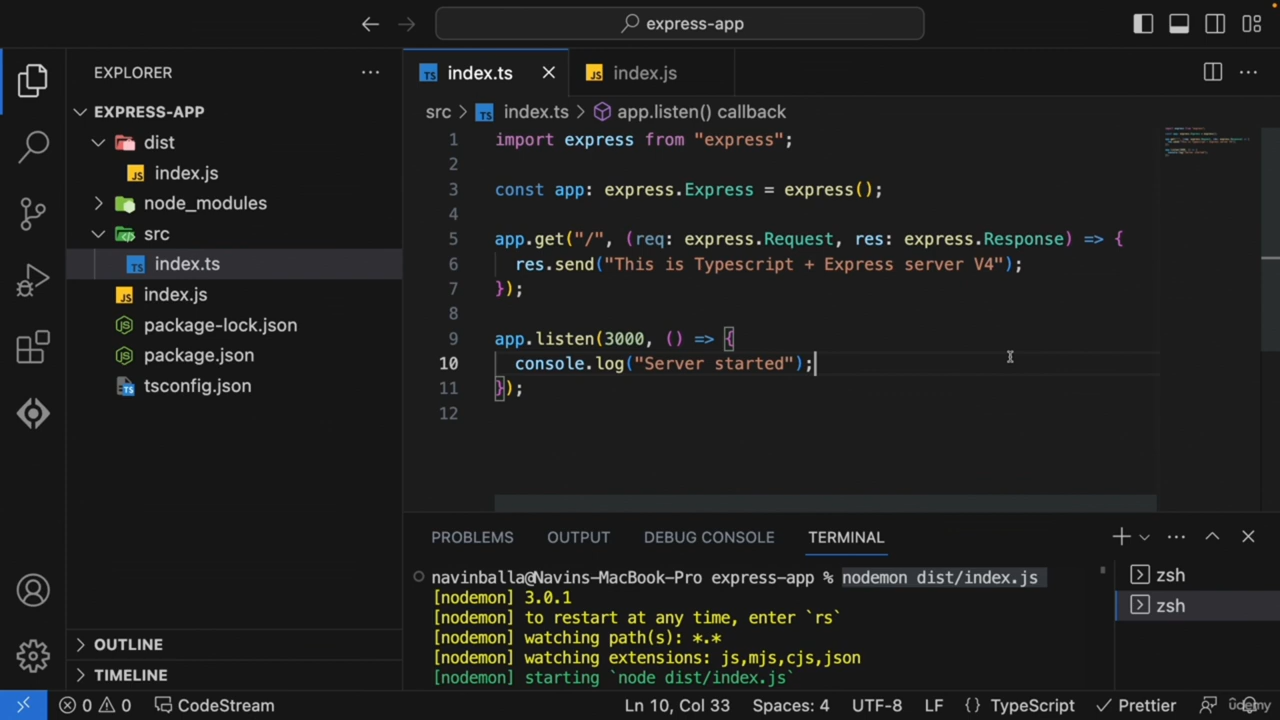 express-app
EXPLORER
EXPRESS-APP
dist
index.js
node_modules
src
index.ts
index.js
package-lock.json
package.json
tsconfig.json
OUTLINE
TIMELINE
index.ts
index.js
src > index.ts > app.listen() callback
1 import express from "express";
2
3 const app: express.Express = express();
4
5 app.get("/", (req: express.Request, res: express.Response) => {
6 res.send("This is Typescript + Express server V4");
7 });
8
9 app.listen(3000, () => {
10 console.log("Server started");
11 });
12
PROBLEMS OUTPUT DEBUG CONSOLE TERMINAL
navinballa@Navins-MacBook-Pro express-app % nodemon dist/index.js
[nodemon] 3.0.1
[nodemon] to restart at any time, enter `rs`
[nodemon] watching path(s): *.*
[nodemon] watching extensions: js,mjs,cjs,json
[nodemon] starting `node dist/index.js`
zsh
zsh
0 0 CodeStream Ln 10, Col 33 Spaces: 4 UTF-8 LF {} TypeScript Prettier
udemy